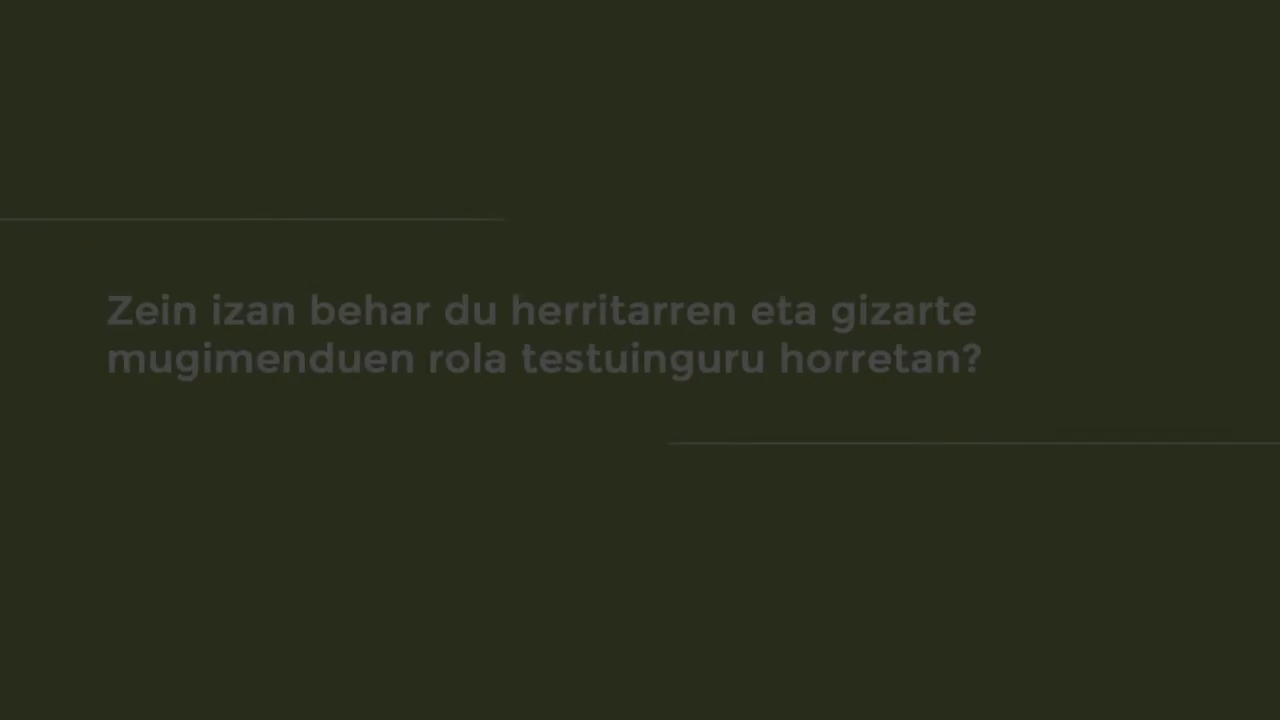 Zein izan behar du herritarren eta gizarte
mugimenduen rola testuinguru horretan?